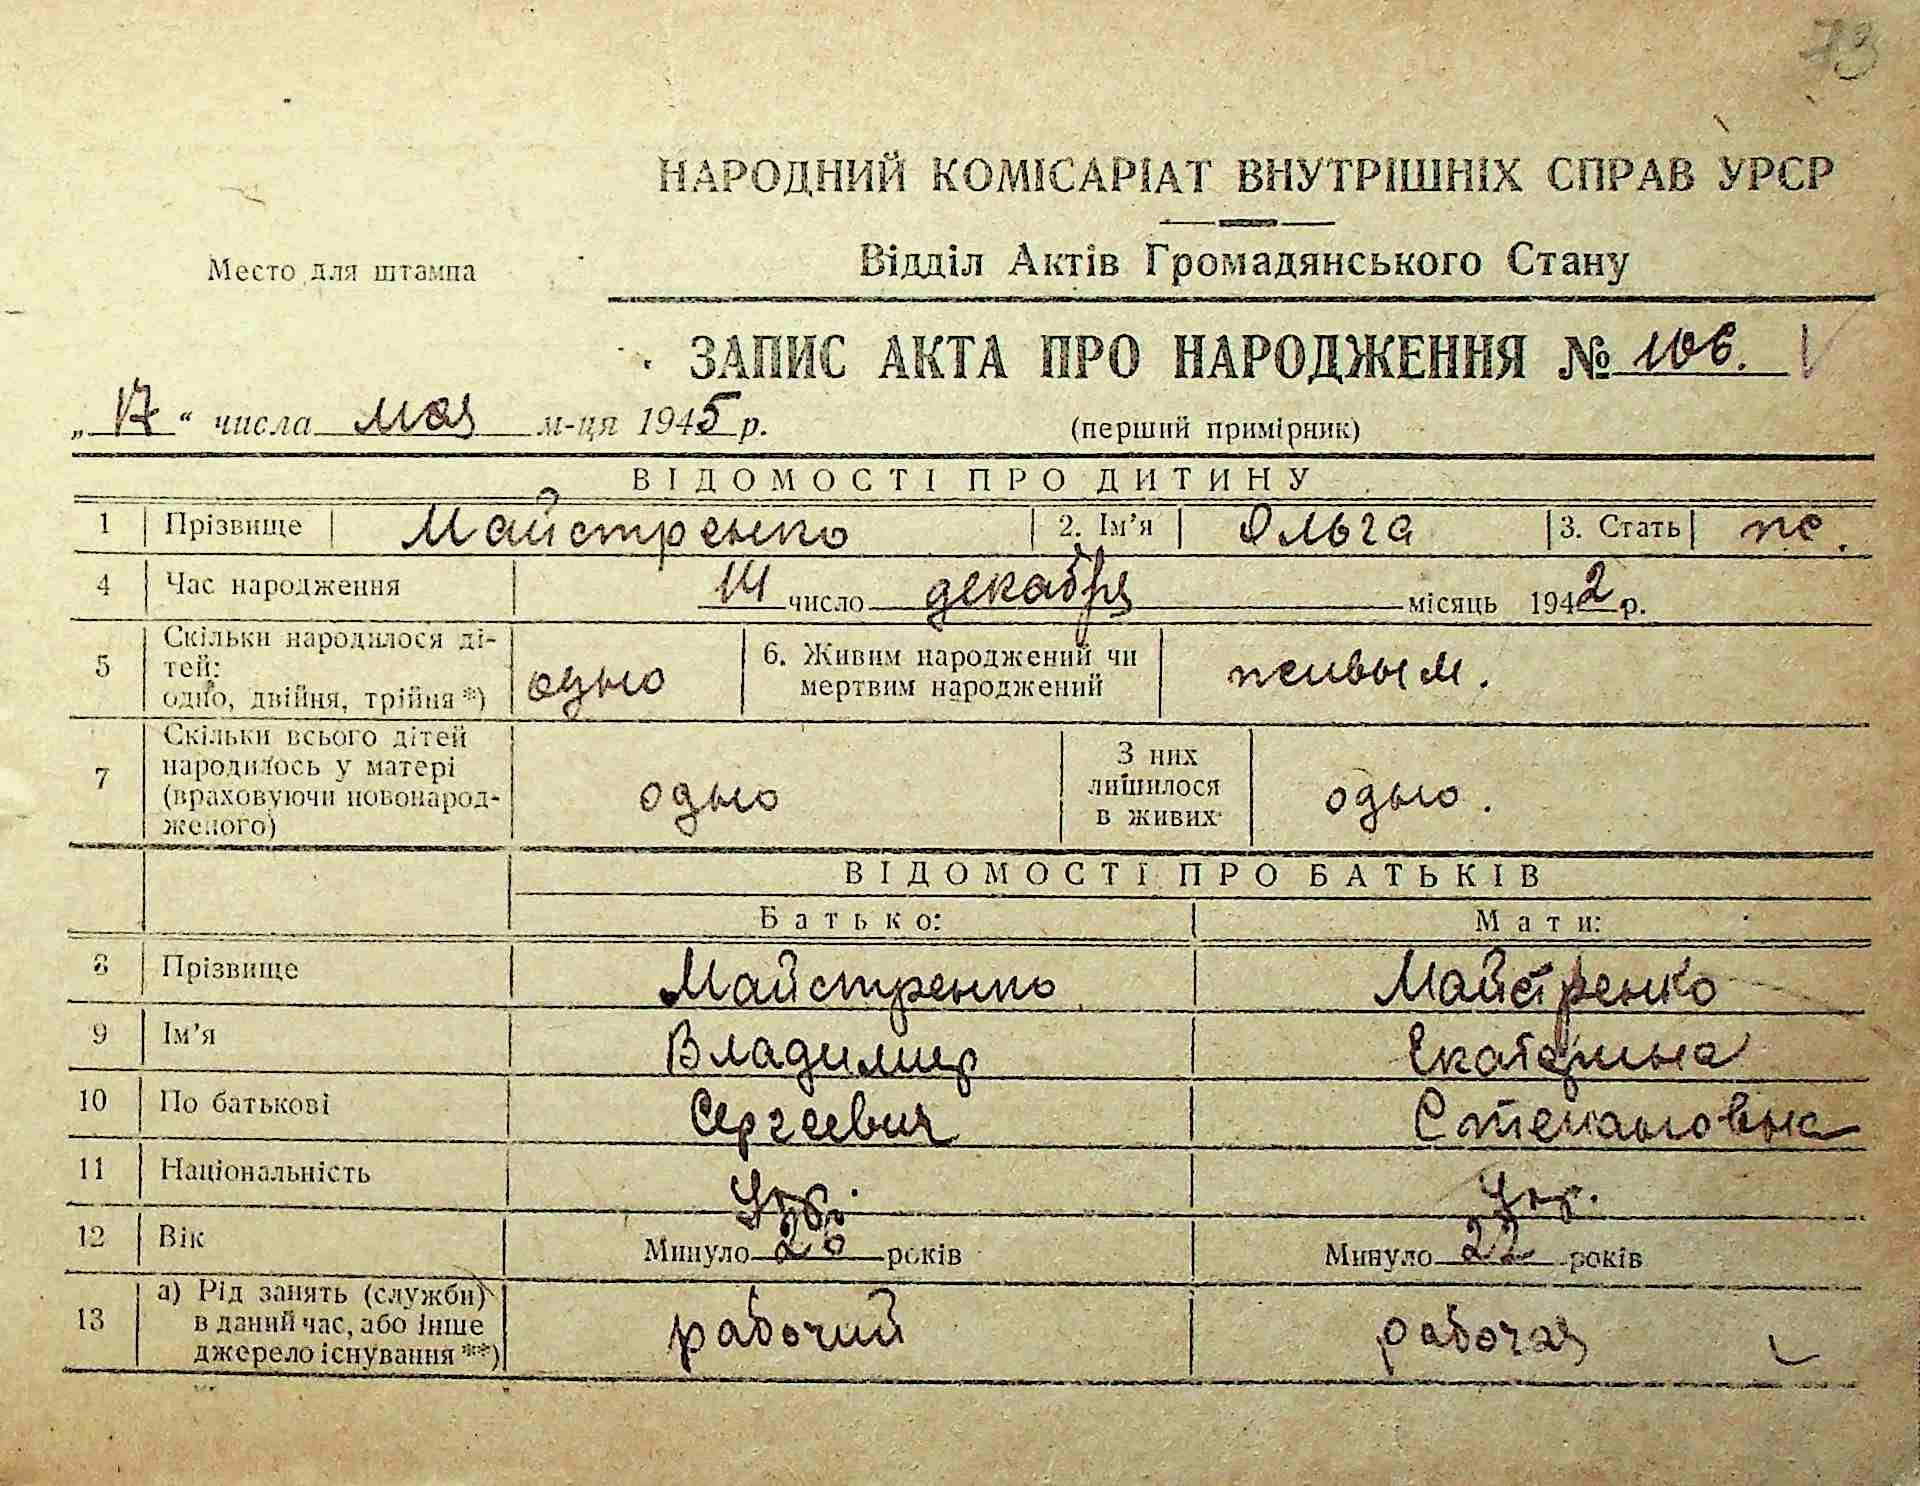 73
НАРОДНИЙ КОМІСАРІАТ ВНУТРІШНІХ СПРАВ УРСР
Место для штампа
Відділ Актів Громадянського Стану
ЗАПИС АКТА ПРО НАРОДЖЕННЯ № 106.
„17“ числа мая м-ця 1945 р.
(перший примірник)
ВІДОМОСТІ ПРО ДИТИНУ
1 Прізвище Майстренко 2. Ім'я Ольга 3. Стать ж.
4 Час народження 14 число декабря місяць 1942 р.
5 Скільки народилося ді-
тей:
одно, двійня, трійня *) одно
6. Живим народжений чи
мертвим народжений живым.
7 Скільки всього дітей
народилось у матері
(враховуючи новонарод-
женого) одно
З них
лишилося
в живих одно.
ВІДОМОСТІ ПРО БАТЬКІВ
Батько: Мати:
8 Прізвище Майстренко Майстренко
9 Ім'я Владимир Екатерина
10 По батькові Сергеевич Степановна
11 Національність Укр. Укр.
12 Вік Минуло 26 років Минуло 22 років
13 а) Рід занять (служби)
в даний час, або інше
джерело існування **) рабочий рабочая